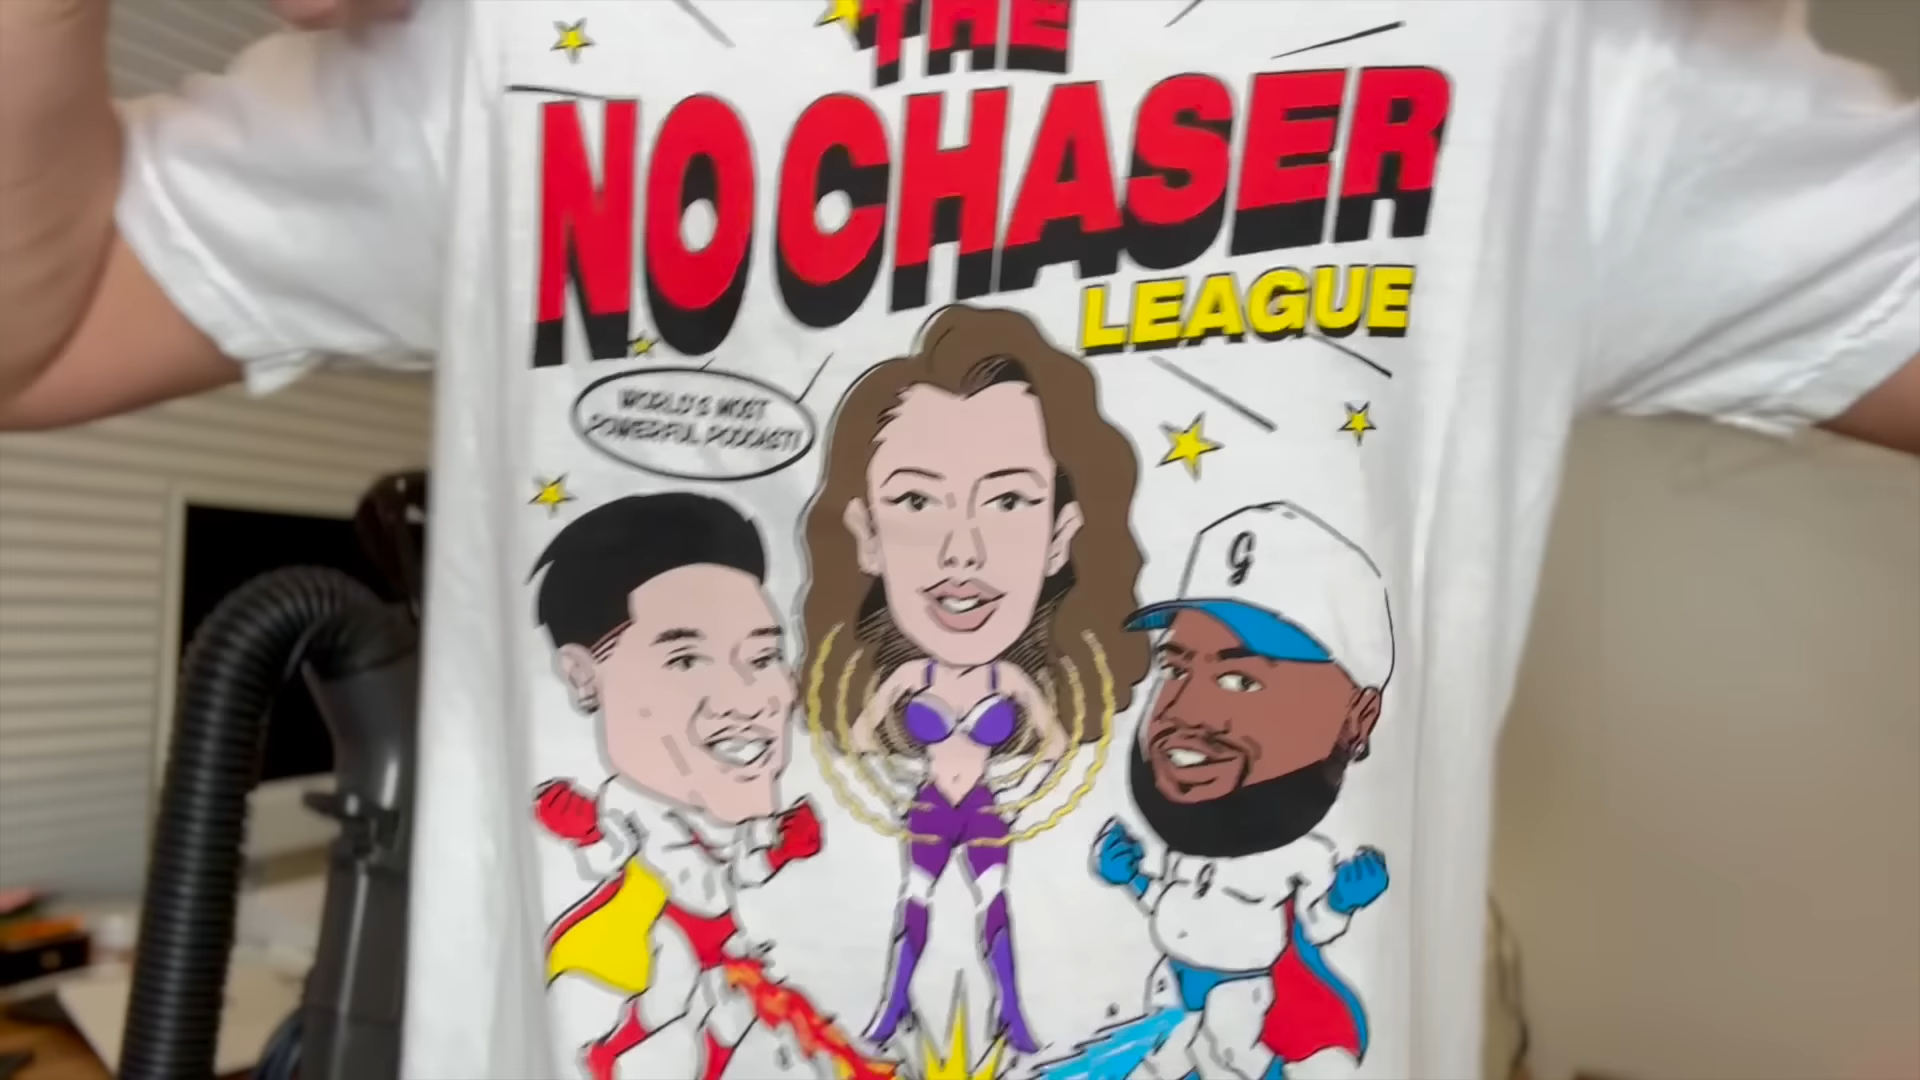 THE
NO CHASER
LEAGUE
WORLD'S MOST
POWERFUL PODCAST!
G
G